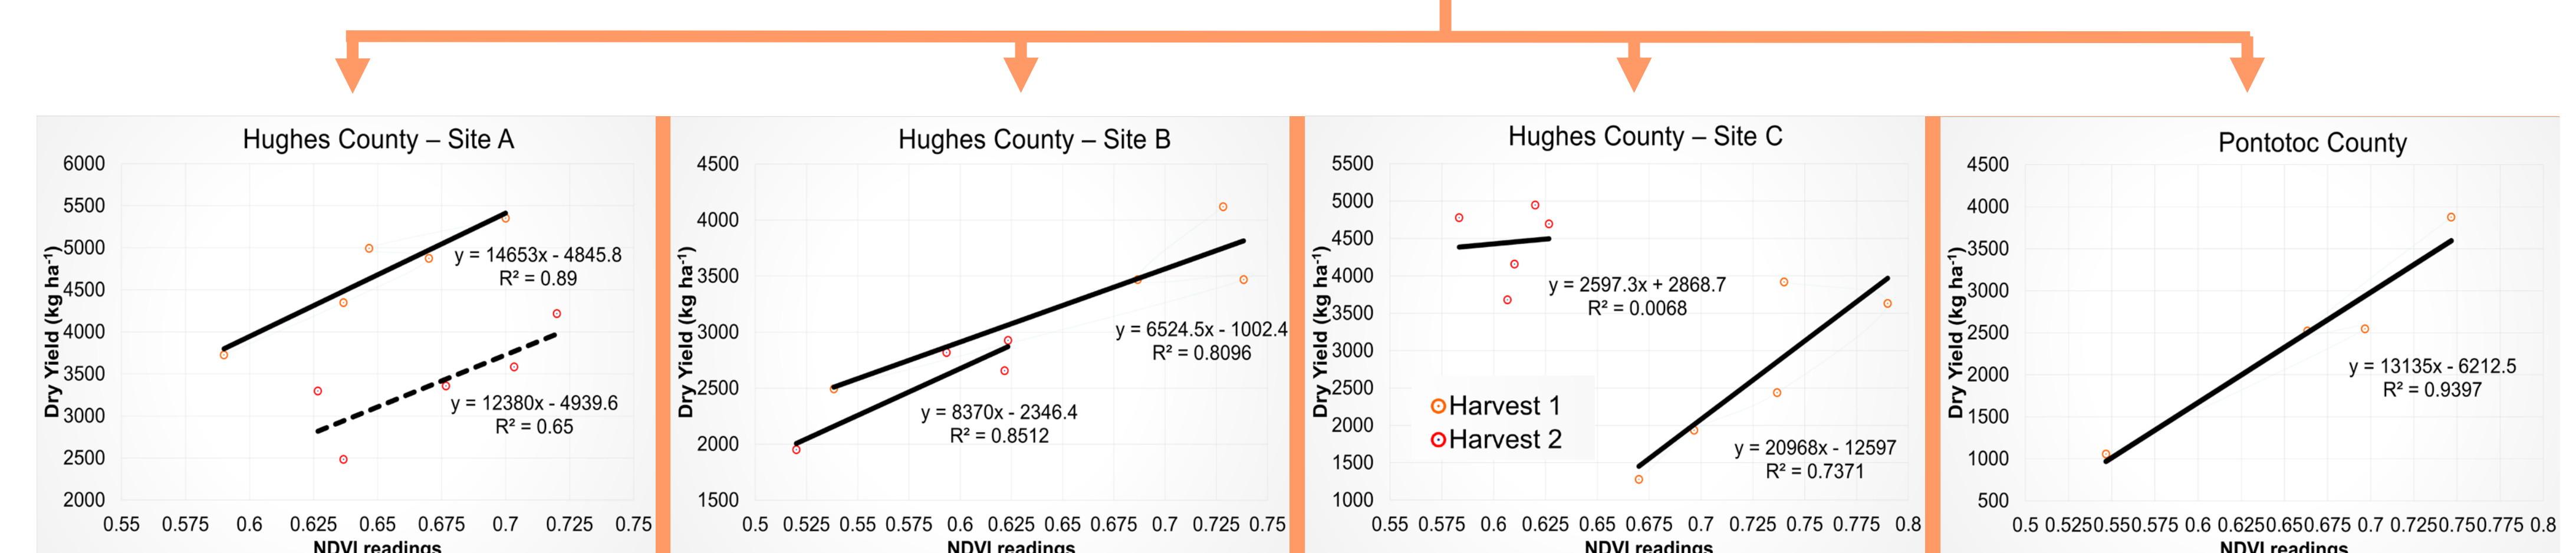 Hughes County – Site A
6000
5500
5000
4500
4000
3500
3000
2500
2000
Dry Yield (kg ha⁻¹)
y = 14653x - 4845.8
R² = 0.89
y = 12380x - 4939.6
R² = 0.65
0.55 0.575 0.6 0.625 0.65 0.675 0.7 0.725 0.75
NDVI readings
Hughes County – Site B
4500
4000
3500
3000
2500
2000
1500
Dry Yield (kg ha⁻¹)
y = 6524.5x - 1002.4
R² = 0.8096
y = 8370x - 2346.4
R² = 0.8512
0.5 0.525 0.55 0.575 0.6 0.625 0.65 0.675 0.7 0.725 0.75
NDVI readings
Hughes County – Site C
5500
5000
4500
4000
3500
3000
2500
2000
1500
1000
Dry Yield (kg ha⁻¹)
y = 2597.3x + 2868.7
R² = 0.0068
Harvest 1
Harvest 2
y = 20968x - 12597
R² = 0.7371
0.55 0.575 0.6 0.625 0.65 0.675 0.7 0.725 0.75 0.775 0.8
NDVI readings
Pontotoc County
4500
4000
3500
3000
2500
2000
1500
1000
500
Dry Yield (kg ha⁻¹)
y = 13135x - 6212.5
R² = 0.9397
0.5 0.525 0.55 0.575 0.6 0.625 0.65 0.675 0.7 0.725 0.75 0.775 0.8
NDVI readings